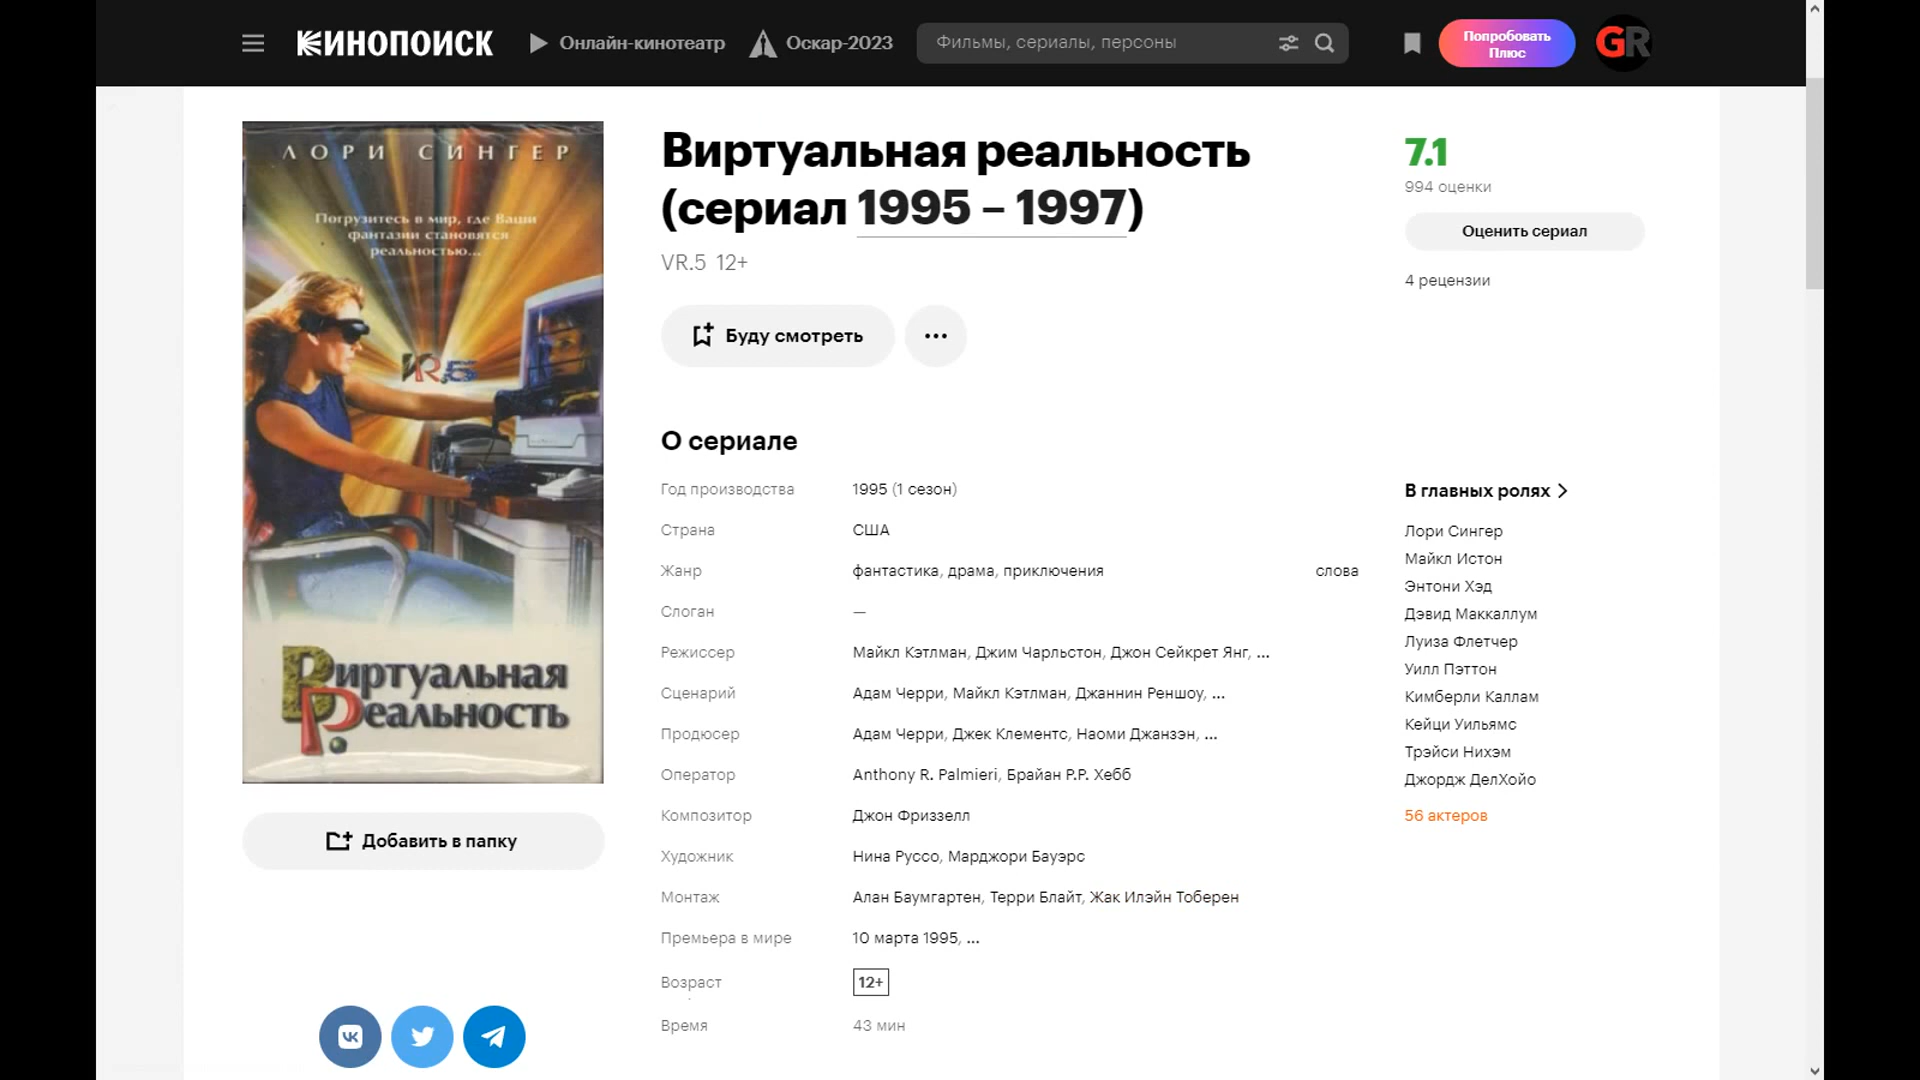 КИНОПОИСК
Онлайн-кинотеатр
Оскар-2023
Фильмы, сериалы, персоны
Попробовать
Плюс
GR
ЛОРИ СИНГЕР
Погрузитесь в мир, где Ваши
фантазии становятся
реальностью...
VR.5
Виртуальная
Реальность
Добавить в папку
Виртуальная реальность
(сериал 1995 – 1997)
VR.5 12+
Буду смотреть
...
О сериале
Год производства 1995 (1 сезон)
Страна США
Жанр фантастика, драма, приключения слова
Слоган —
Режиссер Майкл Кэтлман, Джим Чарльстон, Джон Сейкрет Янг, ...
Сценарий Адам Черри, Майкл Кэтлман, Джаннин Реншоу, ...
Продюсер Адам Черри, Джек Клементс, Наоми Джанзэн, ...
Оператор Anthony R. Palmieri, Брайан Р.Р. Хебб
Композитор Джон Фриззелл
Художник Нина Руссо, Марджори Бауэрс
Монтаж Алан Баумгартен, Терри Блайт, Жак Илэйн Тоберен
Премьера в мире 10 марта 1995, ...
Возраст 12+
Время 43 мин
7.1
994 оценки
Оценить сериал
4 рецензии
В главных ролях
Лори Сингер
Майкл Истон
Энтони Хэд
Дэвид Маккаллум
Луиза Флетчер
Уилл Пэттон
Кимберли Каллам
Кейци Уильямс
Трэйси Нихэм
Джордж ДелХойо
56 актеров